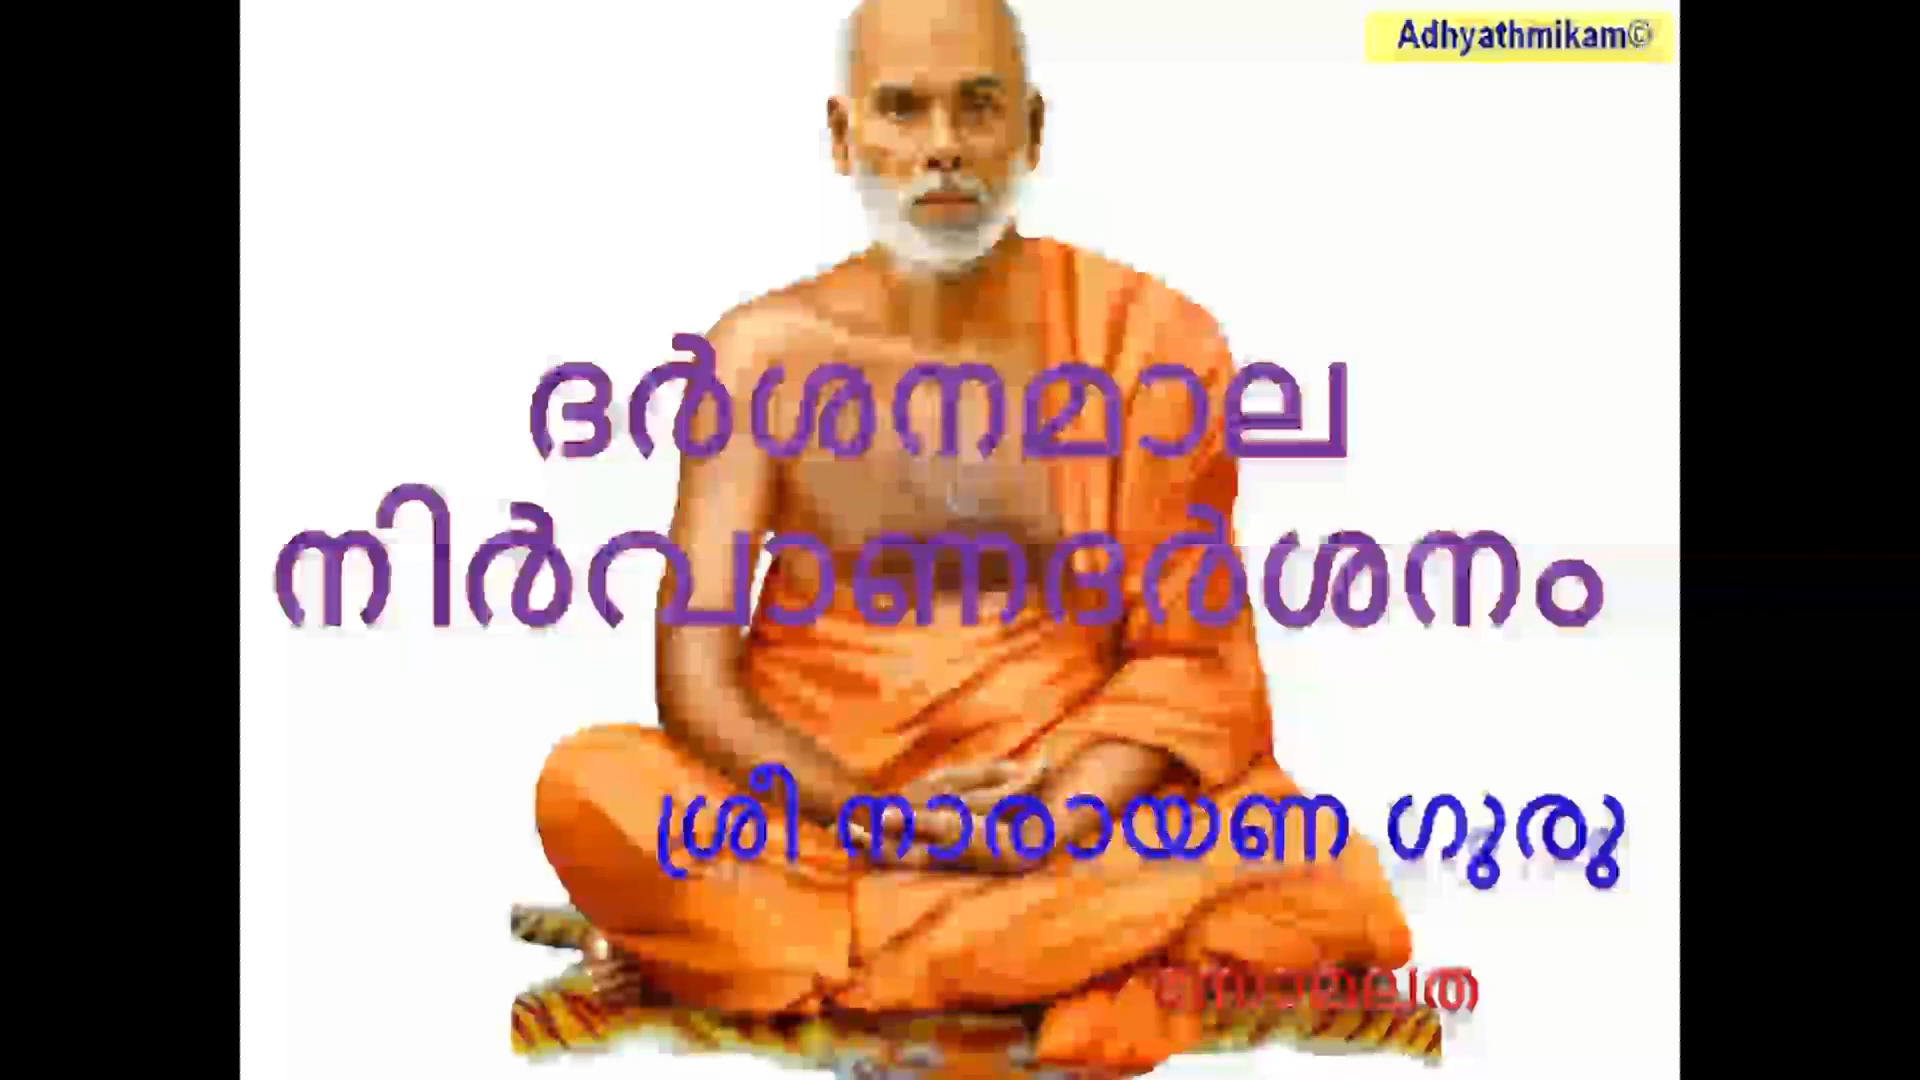 Adhyathmikam©
ദർശനമാല
നിർവാണദർശനം
ശ്രീ നാരായണ ഗുരു